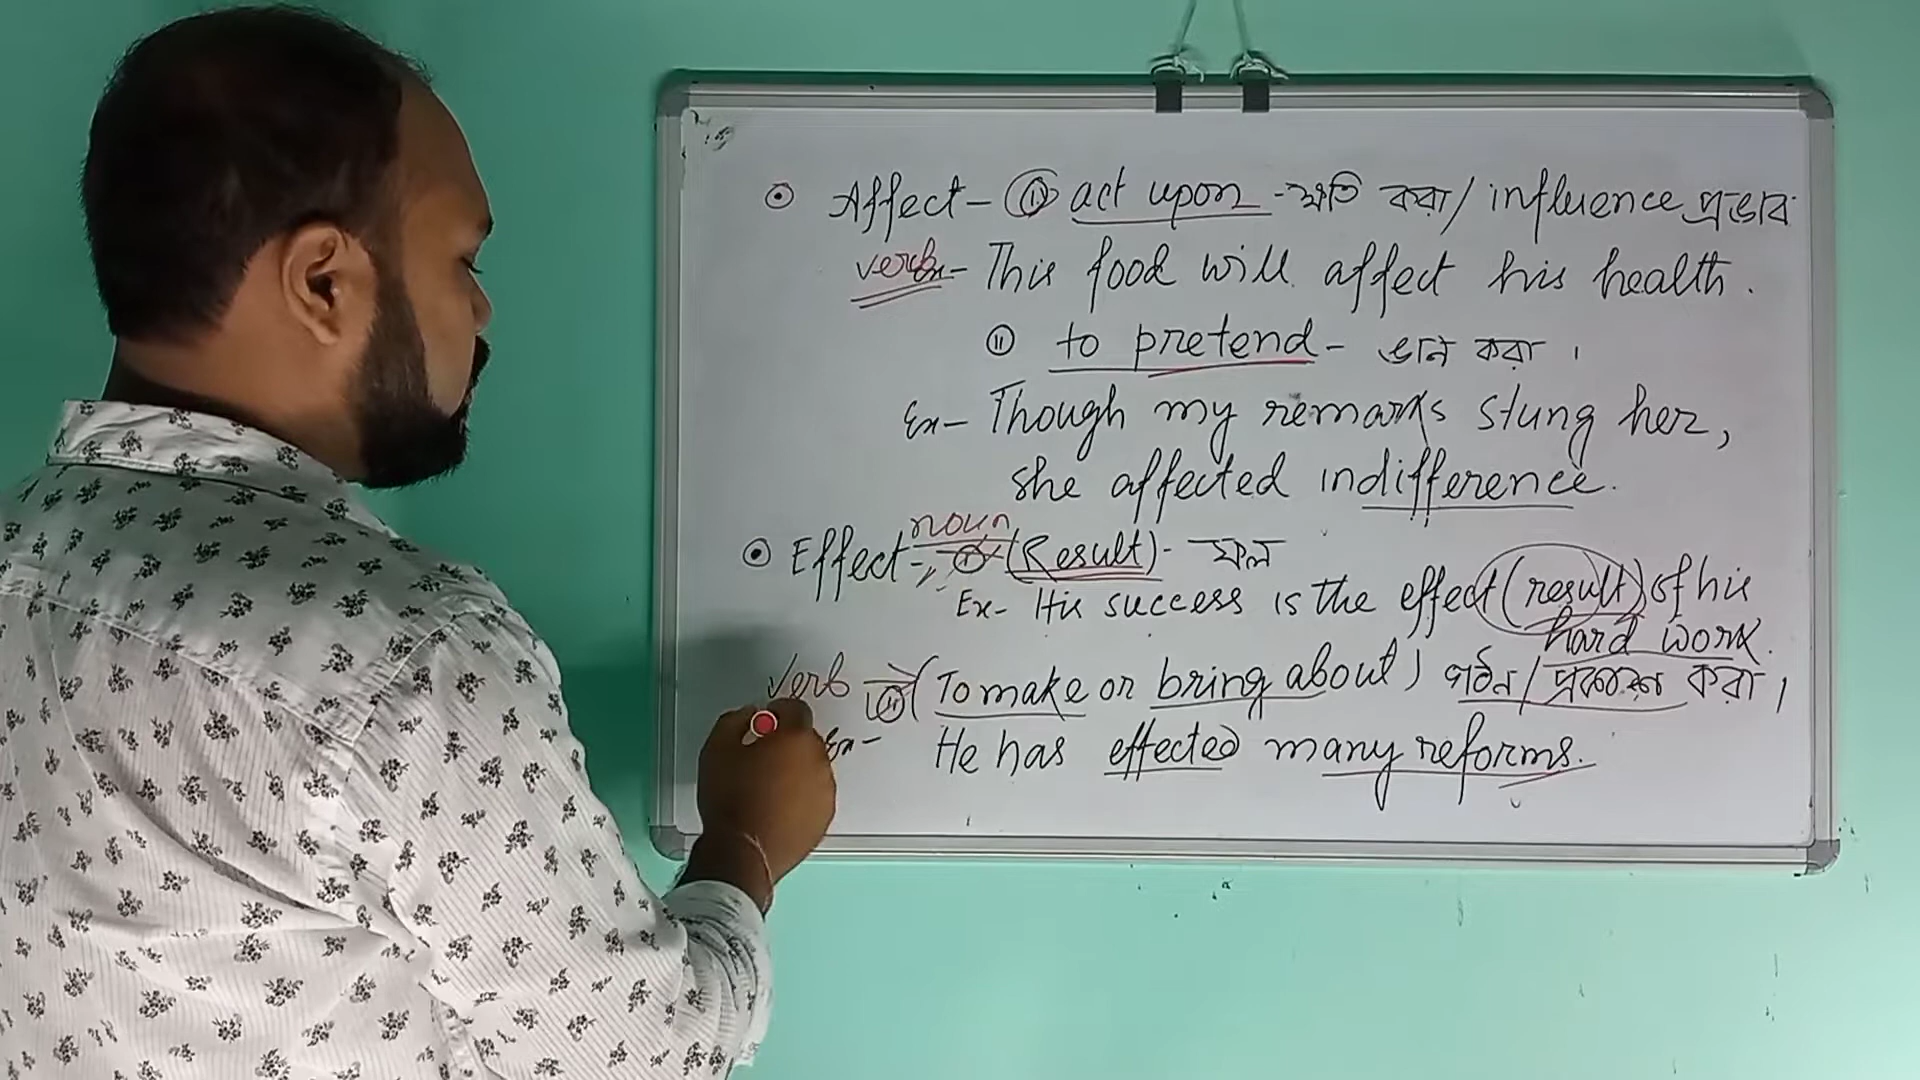 Affect - (i) act upon - ক্ষতি করা / influence প্রভাব
verb Ex - This food will affect his health.
(ii) to pretend - ভান করা ।
Ex - Though my remarks stung her,
she affected indifference.
noun
Effect - (i) (Result) - ফল
Ex - His success is the effect (result) of his
hard work.
verb (ii) (To make or bring about) গঠন /  করা ।
Ex - He has effected many reforms.